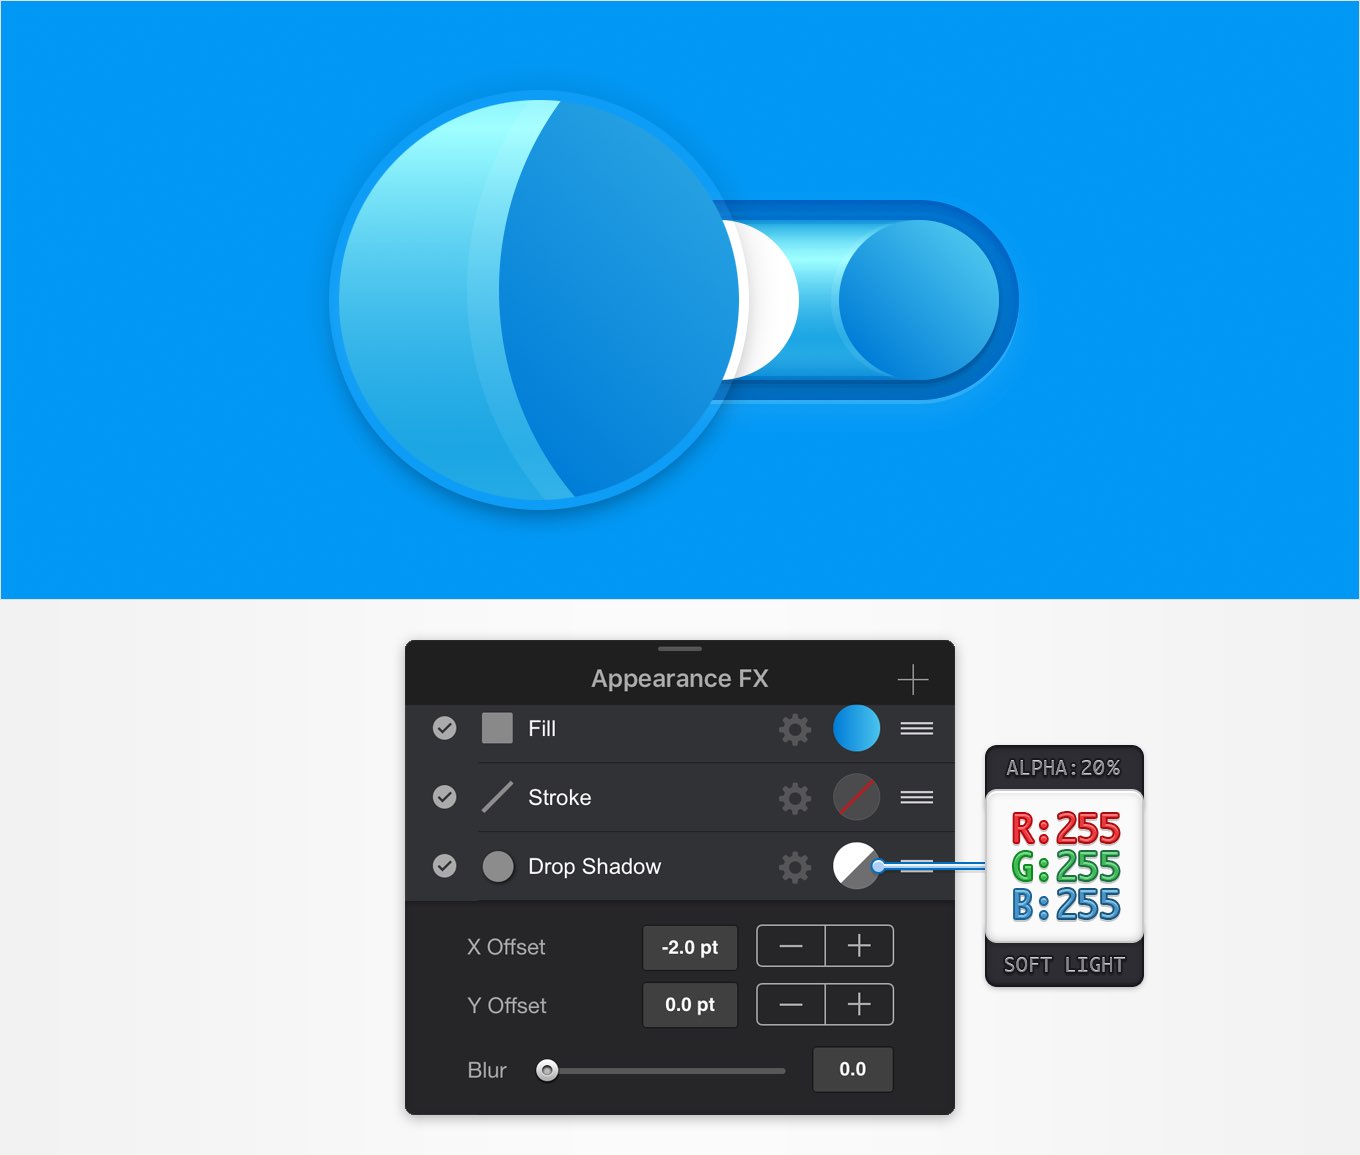 Appearance FX
Fill
Stroke
Drop Shadow
X Offset -2.0 pt
Y Offset 0.0 pt
Blur 0.0
ALPHA:20%
R:255
G:255
B:255
SOFT LIGHT